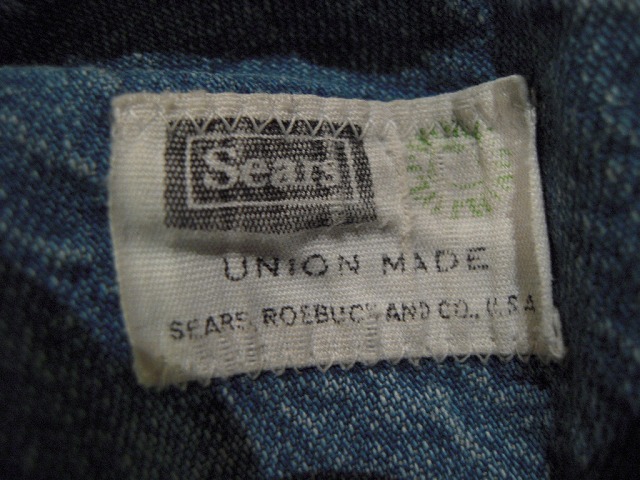 Sears
UNION MADE
SEARS, ROEBUCK AND CO., U.S.A